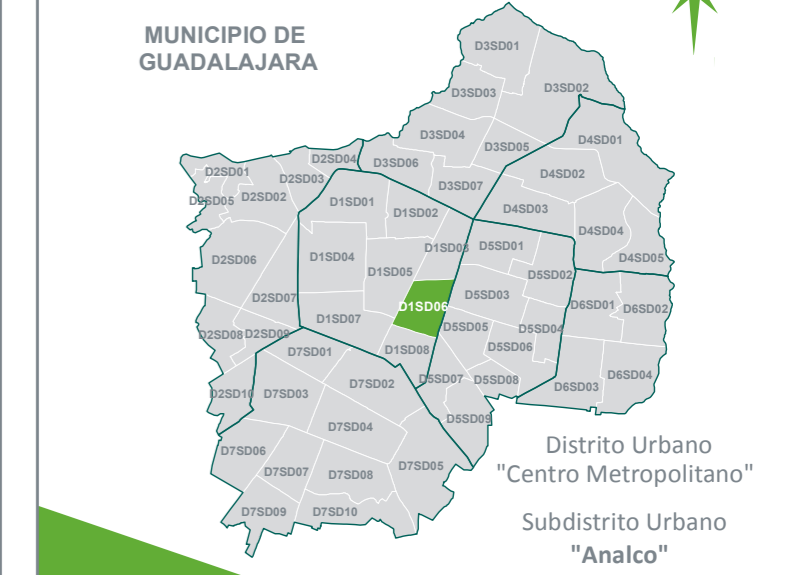 MUNICIPIO DE
GUADALAJARA
D3SD01
D3SD02
D3SD03
D3SD04
D3SD05
D4SD01
D2SD04
D3SD06
D2SD01
D2SD03
D4SD02
D3SD07
D2SD05
D2SD02
D1SD01
D1SD02
D4SD03
D4SD04
D1SD03
D5SD01
D1SD04
D2SD06
D4SD05
D1SD05
D5SD02
D2SD07
D5SD03
D1SD06
D6SD01
D6SD02
D1SD07
D5SD05
D5SD04
D2SD08
D2SD09
D5SD06
D7SD01
D1SD08
D6SD04
D7SD02
D5SD07
D5SD08
D6SD03
D2SD10
D7SD03
D5SD09
D7SD04
D7SD06
D7SD05
D7SD07
D7SD08
D7SD09
D7SD10
Distrito Urbano
"Centro Metropolitano"
Subdistrito Urbano
"Analco"